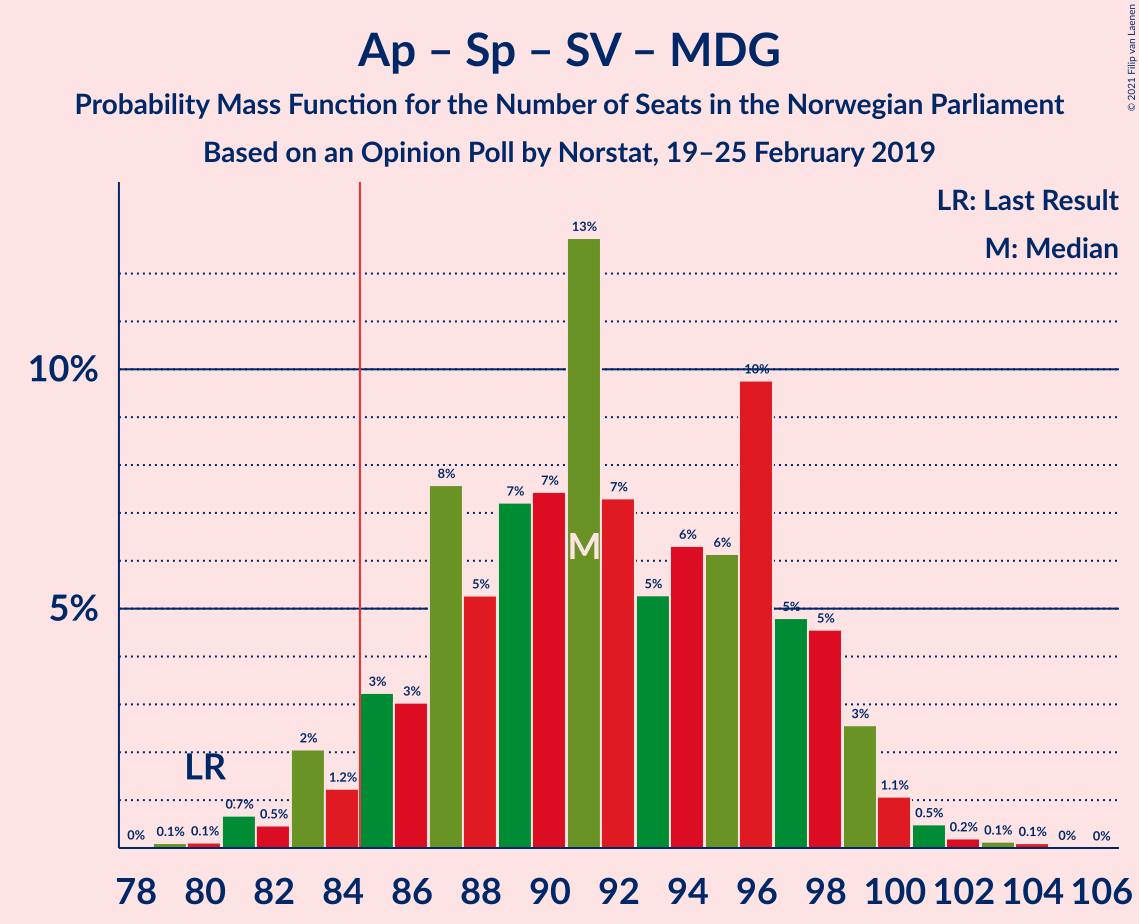 Ap – Sp – SV – MDG
Probability Mass Function for the Number of Seats in the Norwegian Parliament
Based on an Opinion Poll by Norstat, 19–25 February 2019
© 2021 Filip van Laenen
LR: Last Result
M: Median
10%
5%
LR
M
0% 0.1% 0.1% 0.7% 0.5% 2% 1.2% 3% 3% 8% 5% 7% 7% 13% 7% 5% 6% 6% 10% 5% 5% 3% 1.1% 0.5% 0.2% 0.1% 0.1% 0% 0%
78 80 82 84 86 88 90 92 94 96 98 100 102 104 106